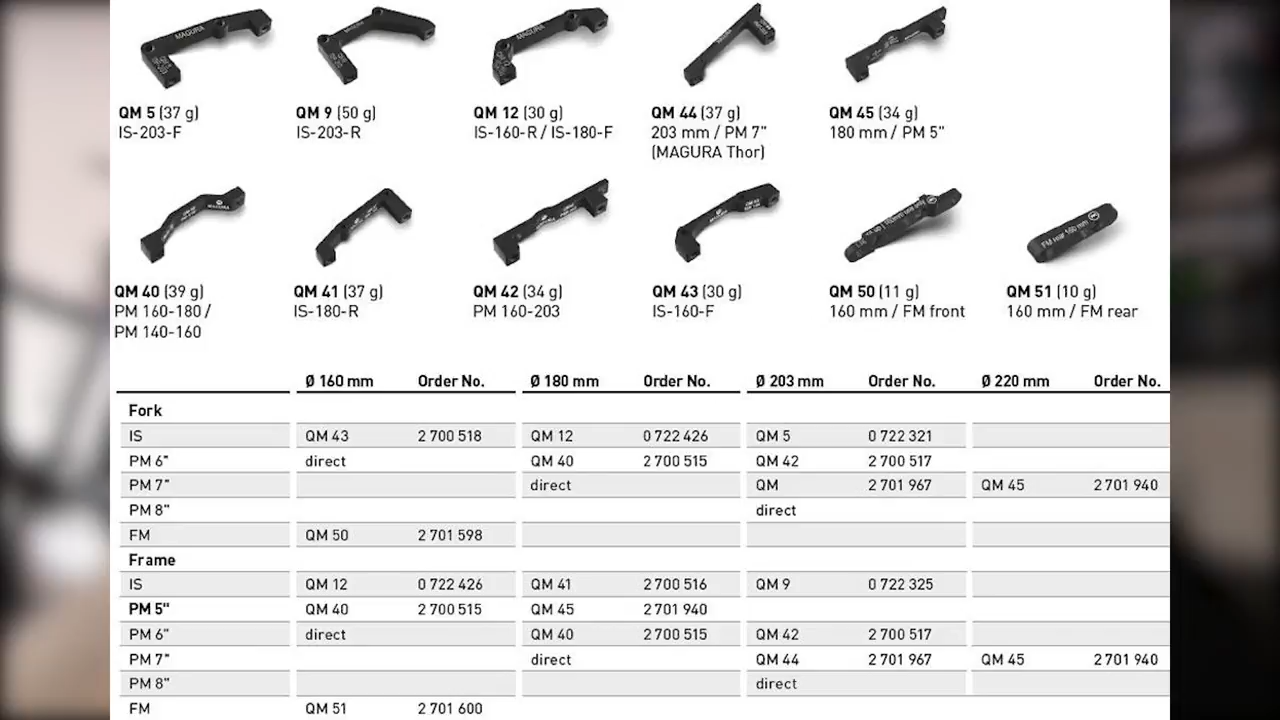 QM 5 (37 g)
IS-203-F
QM 9 (50 g)
IS-203-R
QM 12 (30 g)
IS-160-R / IS-180-F
QM 44 (37 g)
203 mm / PM 7"
(MAGURA Thor)
QM 45 (34 g)
180 mm / PM 5"
QM 40 (39 g)
PM 160-180 /
PM 140-160
QM 41 (37 g)
IS-180-R
QM 42 (34 g)
PM 160-203
QM 43 (30 g)
IS-160-F
QM 50 (11 g)
160 mm / FM front
QM 51 (10 g)
160 mm / FM rear
Ø 160 mm Order No. Ø 180 mm Order No. Ø 203 mm Order No. Ø 220 mm Order No.
Fork
IS QM 43 2 700 518 QM 12 0 722 426 QM 5 0 722 321
PM 6" direct QM 40 2 700 515 QM 42 2 700 517
PM 7" direct QM 2 701 967 QM 45 2 701 940
PM 8" direct
FM QM 50 2 701 598
Frame
IS QM 12 0 722 426 QM 41 2 700 516 QM 9 0 722 325
PM 5" QM 40 2 700 515 QM 45 2 701 940
PM 6" direct QM 40 2 700 515 QM 42 2 700 517
PM 7" direct QM 44 2 701 967 QM 45 2 701 940
PM 8" direct
FM QM 51 2 701 600